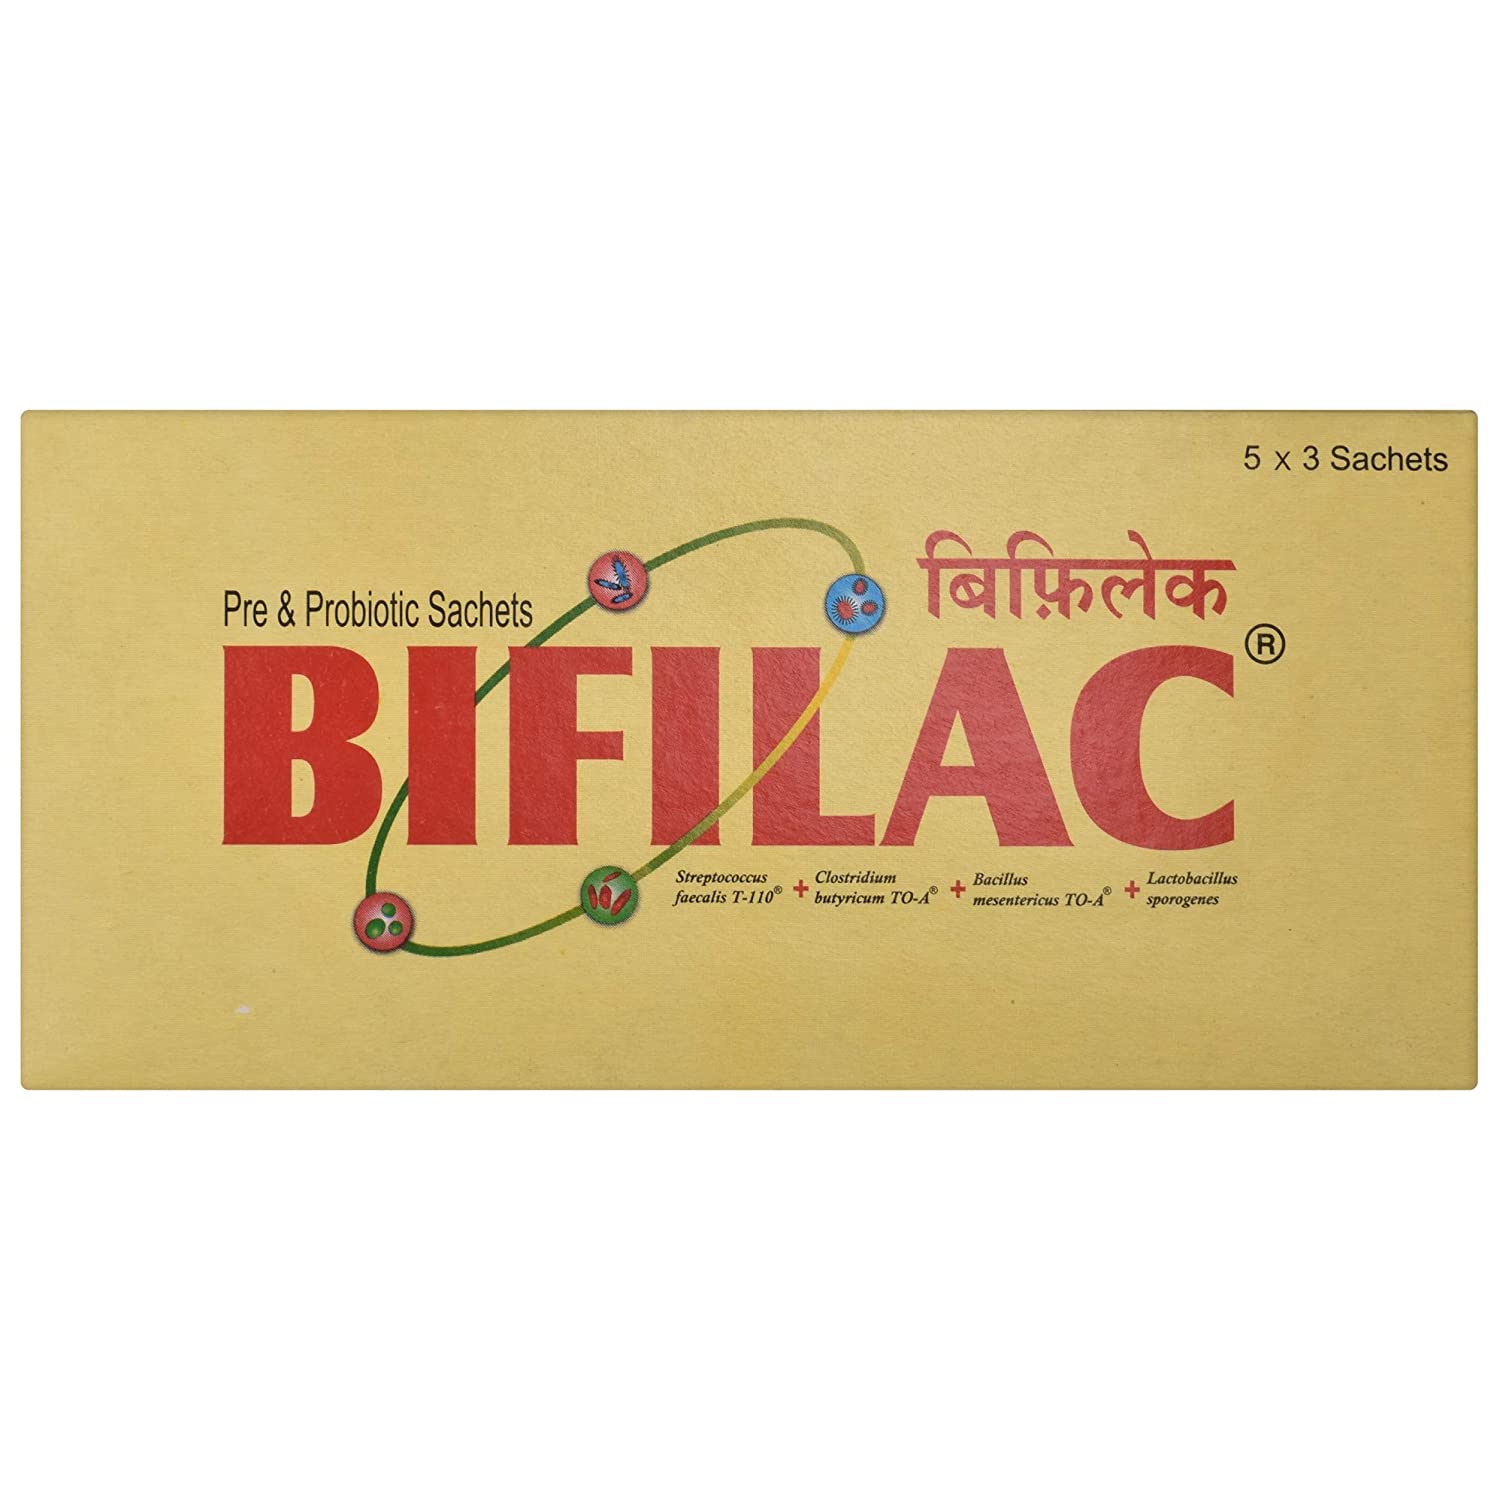 5 x 3 Sachets
बिफ़िलेक
Pre & Probiotic Sachets
BIFILAC®
Streptococcus
faecalis T-110® + Clostridium
butyricum TO-A® + Bacillus
mesentericus TO-A® + Lactobacillus
sporogenes